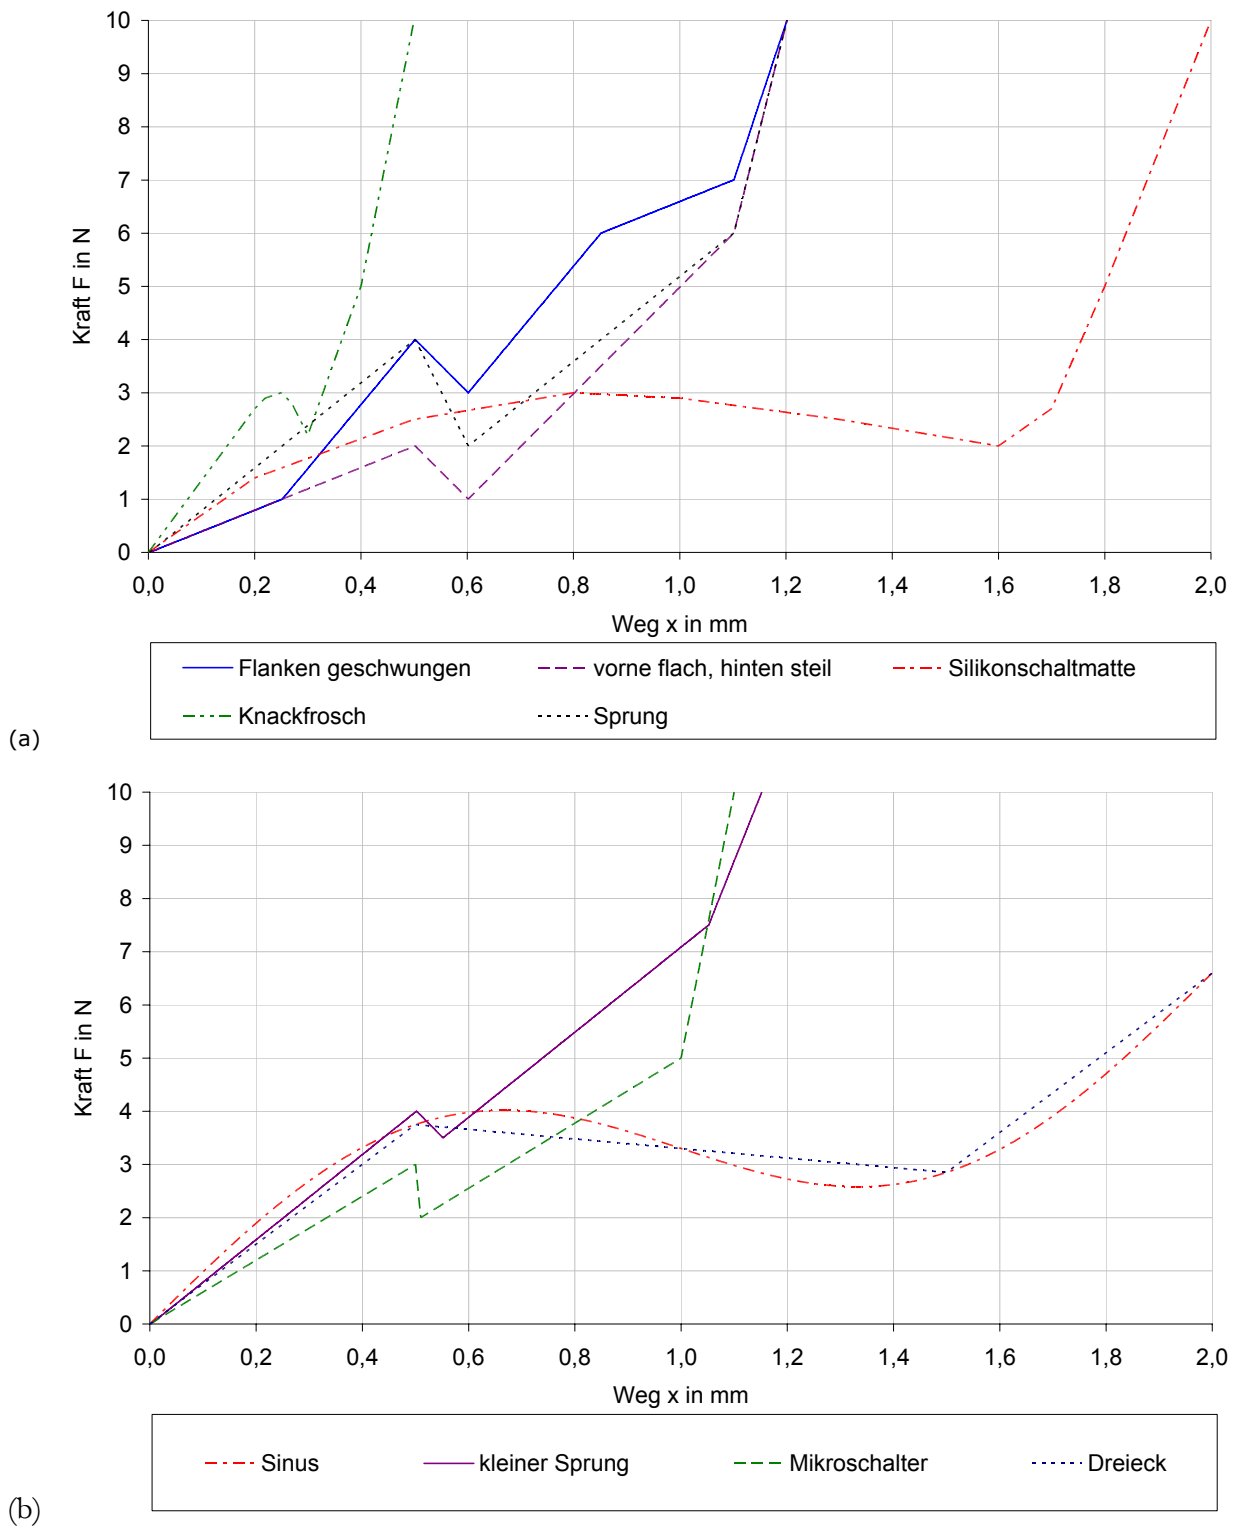 10
9
8
7
6
5
4
3
2
1
0
Kraft F in N
0,0 0,2 0,4 0,6 0,8 1,0 1,2 1,4 1,6 1,8 2,0
Weg x in mm
Flanken geschwungen vorne flach, hinten steil Silikonschaltmatte
Knackfrosch Sprung
(a)
10
9
8
7
6
5
4
3
2
1
0
Kraft F in N
0,0 0,2 0,4 0,6 0,8 1,0 1,2 1,4 1,6 1,8 2,0
Weg x in mm
Sinus kleiner Sprung Mikroschalter Dreieck
(b)